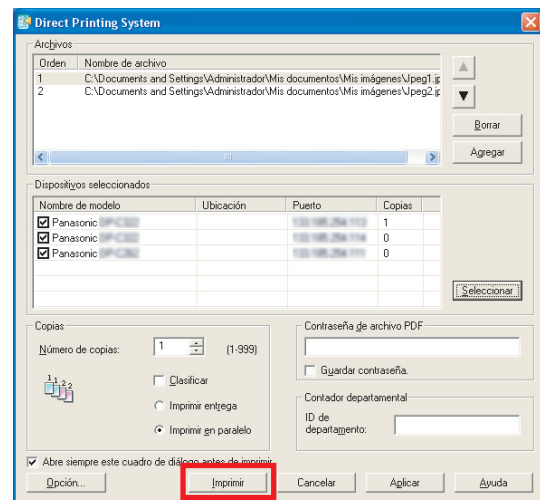 Direct Printing System
Archivos
Orden Nombre de archivo
1 C:\Documents and Settings\Administrador\Mis documentos\Mis imágenes\Jpeg1.jp
2 C:\Documents and Settings\Administrador\Mis documentos\Mis imágenes\Jpeg2.jp
Borrar
Agregar
Dispositivos seleccionados
Nombre de modelo Ubicación Puerto Copias
Panasonic 1
Panasonic 0
Panasonic 0
Seleccionar
Copias
Número de copias: 1 (1-999)
1 1 2 2
Clasificar
Imprimir entrega
Imprimir en paralelo
Contraseña de archivo PDF
Guardar contraseña.
Contador departamental
ID de
departamento:
Abre siempre este cuadro de diálogo antes de imprimir
Opción... Imprimir Cancelar Aplicar Ayuda